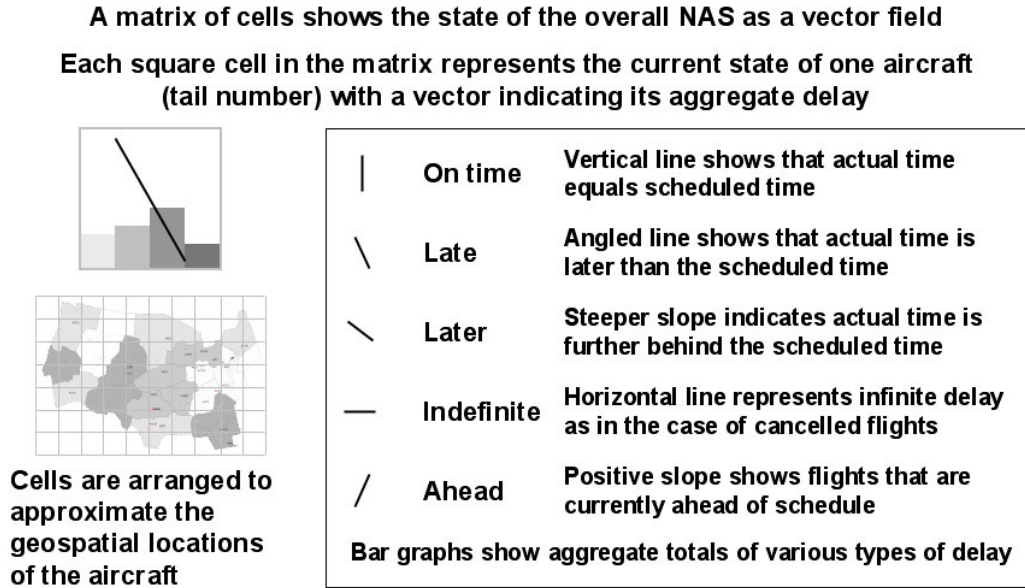 A matrix of cells shows the state of the overall NAS as a vector field
Each square cell in the matrix represents the current state of one aircraft
(tail number) with a vector indicating its aggregate delay
On time
Vertical line shows that actual time
equals scheduled time
Late
Angled line shows that actual time is
later than the scheduled time
Later
Steeper slope indicates actual time is
further behind the scheduled time
Indefinite
Horizontal line represents infinite delay
as in the case of cancelled flights
Ahead
Positive slope shows flights that are
currently ahead of schedule
Bar graphs show aggregate totals of various types of delay
Cells are arranged to
approximate the
geospatial locations
of the aircraft